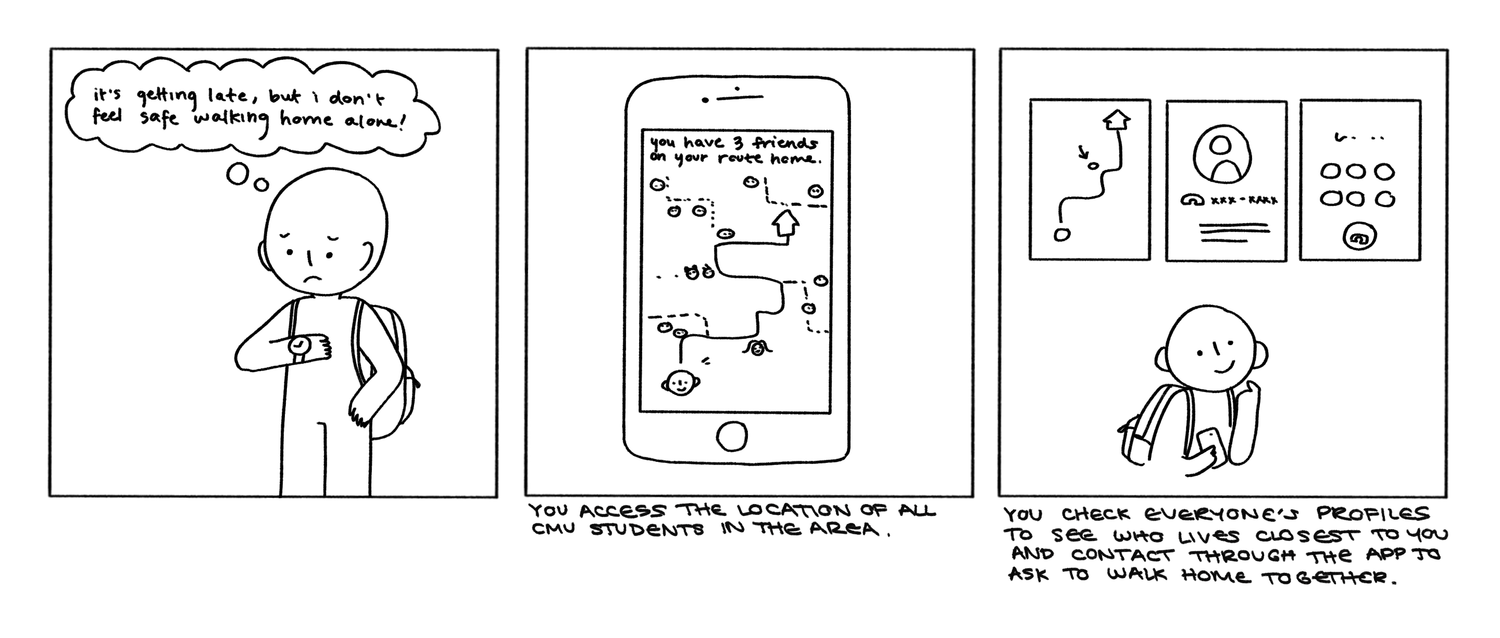 it's getting late, but i don't
feel safe walking home alone!
you have 3 friends
on your route home.
xxx - xxxx
YOU ACCESS THE LOCATION OF ALL
CMU STUDENTS IN THE AREA.
YOU CHECK EVERYONE'S PROFILES
TO SEE WHO LIVES CLOSEST TO YOU
AND CONTACT THROUGH THE APP TO
ASK TO WALK HOME TOGETHER.